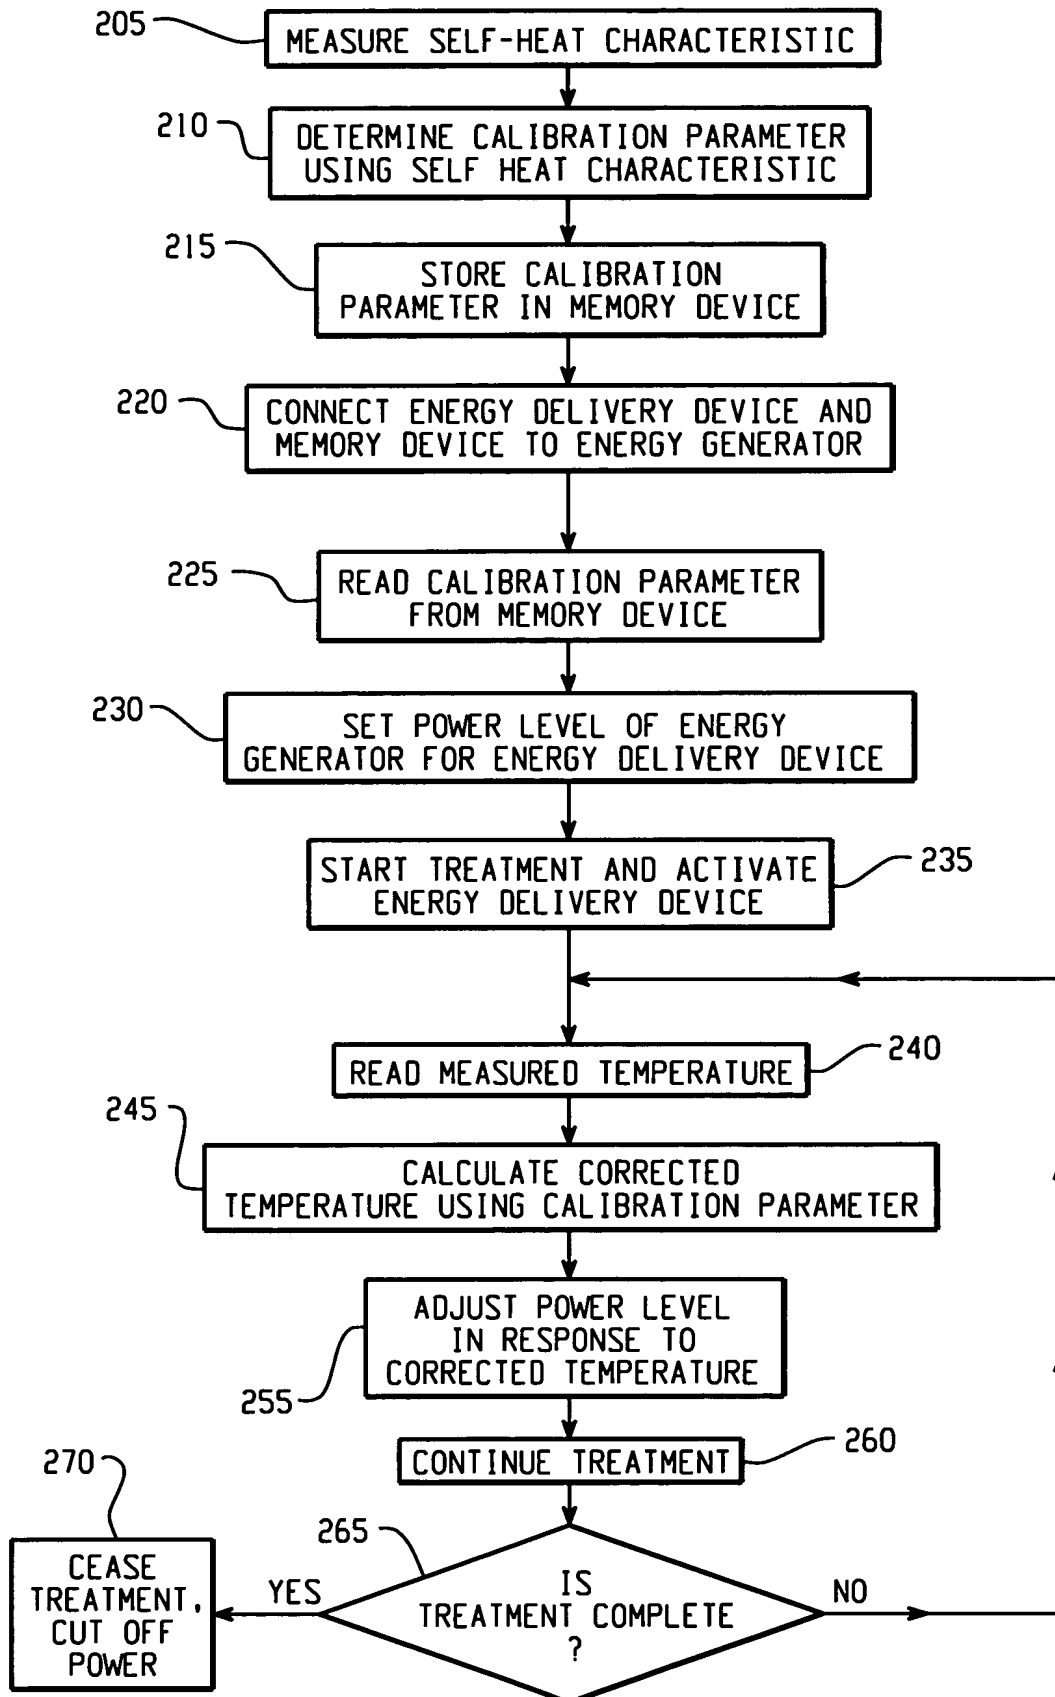 205
MEASURE SELF-HEAT CHARACTERISTIC
210
DETERMINE CALIBRATION PARAMETER
USING SELF HEAT CHARACTERISTIC
215
STORE CALIBRATION
PARAMETER IN MEMORY DEVICE
220
CONNECT ENERGY DELIVERY DEVICE AND
MEMORY DEVICE TO ENERGY GENERATOR
225
READ CALIBRATION PARAMETER
FROM MEMORY DEVICE
230
SET POWER LEVEL OF ENERGY
GENERATOR FOR ENERGY DELIVERY DEVICE
START TREATMENT AND ACTIVATE
ENERGY DELIVERY DEVICE
235
READ MEASURED TEMPERATURE
240
245
CALCULATE CORRECTED
TEMPERATURE USING CALIBRATION PARAMETER
ADJUST POWER LEVEL
IN RESPONSE TO
CORRECTED TEMPERATURE
255
CONTINUE TREATMENT
260
265
IS
TREATMENT COMPLETE
?
YES
NO
270
CEASE
TREATMENT,
CUT OFF
POWER